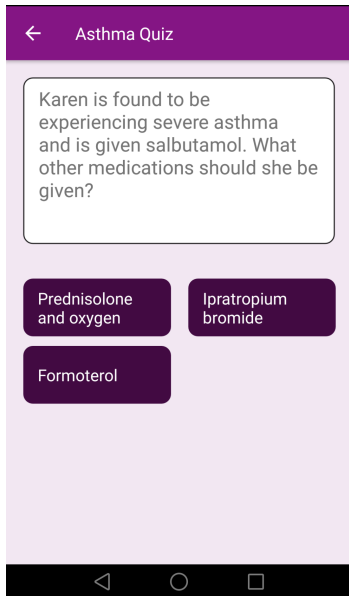 Asthma Quiz
Karen is found to be
experiencing severe asthma
and is given salbutamol. What
other medications should she be
given?
Prednisolone
and oxygen
Ipratropium
bromide
Formoterol